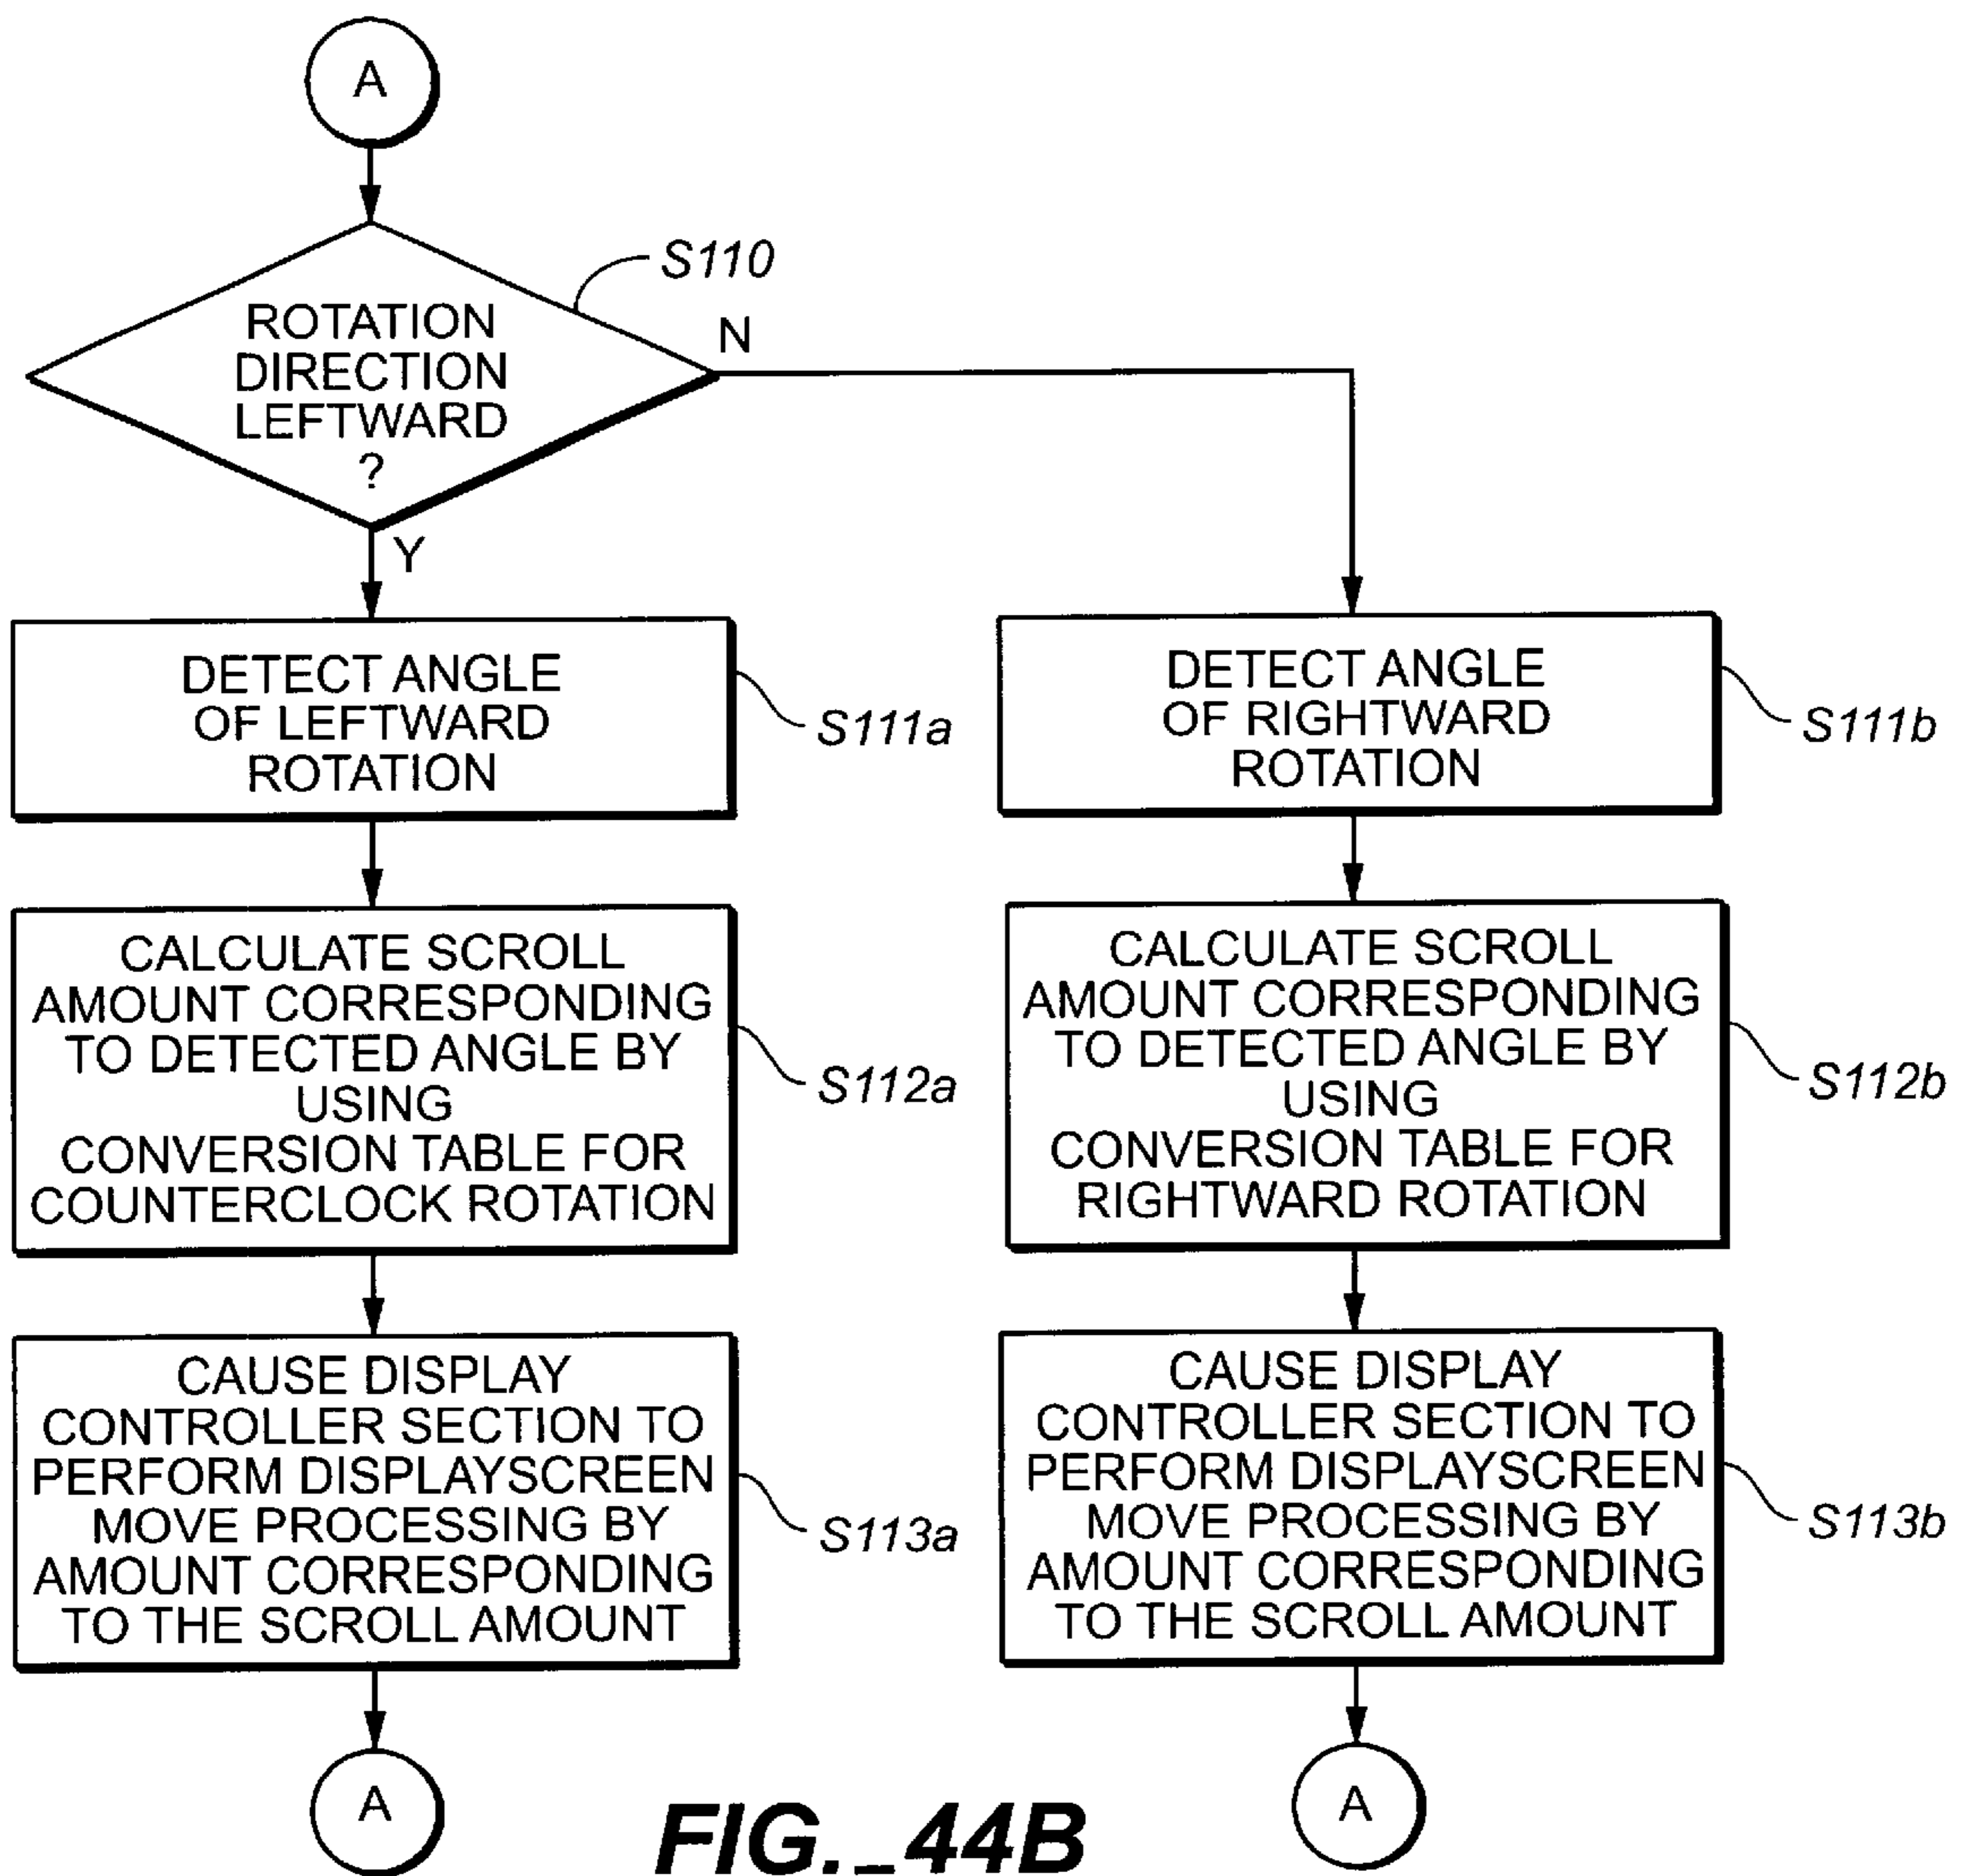 A
S110
ROTATION
DIRECTION
LEFTWARD
?
N
Y
DETECT ANGLE
OF LEFTWARD
ROTATION
S111a
DETECT ANGLE
OF RIGHTWARD
ROTATION
S111b
CALCULATE SCROLL
AMOUNT CORRESPONDING
TO DETECTED ANGLE BY
USING
CONVERSION TABLE FOR
COUNTERCLOCK ROTATION
S112a
CALCULATE SCROLL
AMOUNT CORRESPONDING
TO DETECTED ANGLE BY
USING
CONVERSION TABLE FOR
RIGHTWARD ROTATION
S112b
CAUSE DISPLAY
CONTROLLER SECTION TO
PERFORM DISPLAYSCREEN
MOVE PROCESSING BY
AMOUNT CORRESPONDING
TO THE SCROLL AMOUNT
S113a
CAUSE DISPLAY
CONTROLLER SECTION TO
PERFORM DISPLAYSCREEN
MOVE PROCESSING BY
AMOUNT CORRESPONDING
TO THE SCROLL AMOUNT
S113b
A
A
FIG._44B